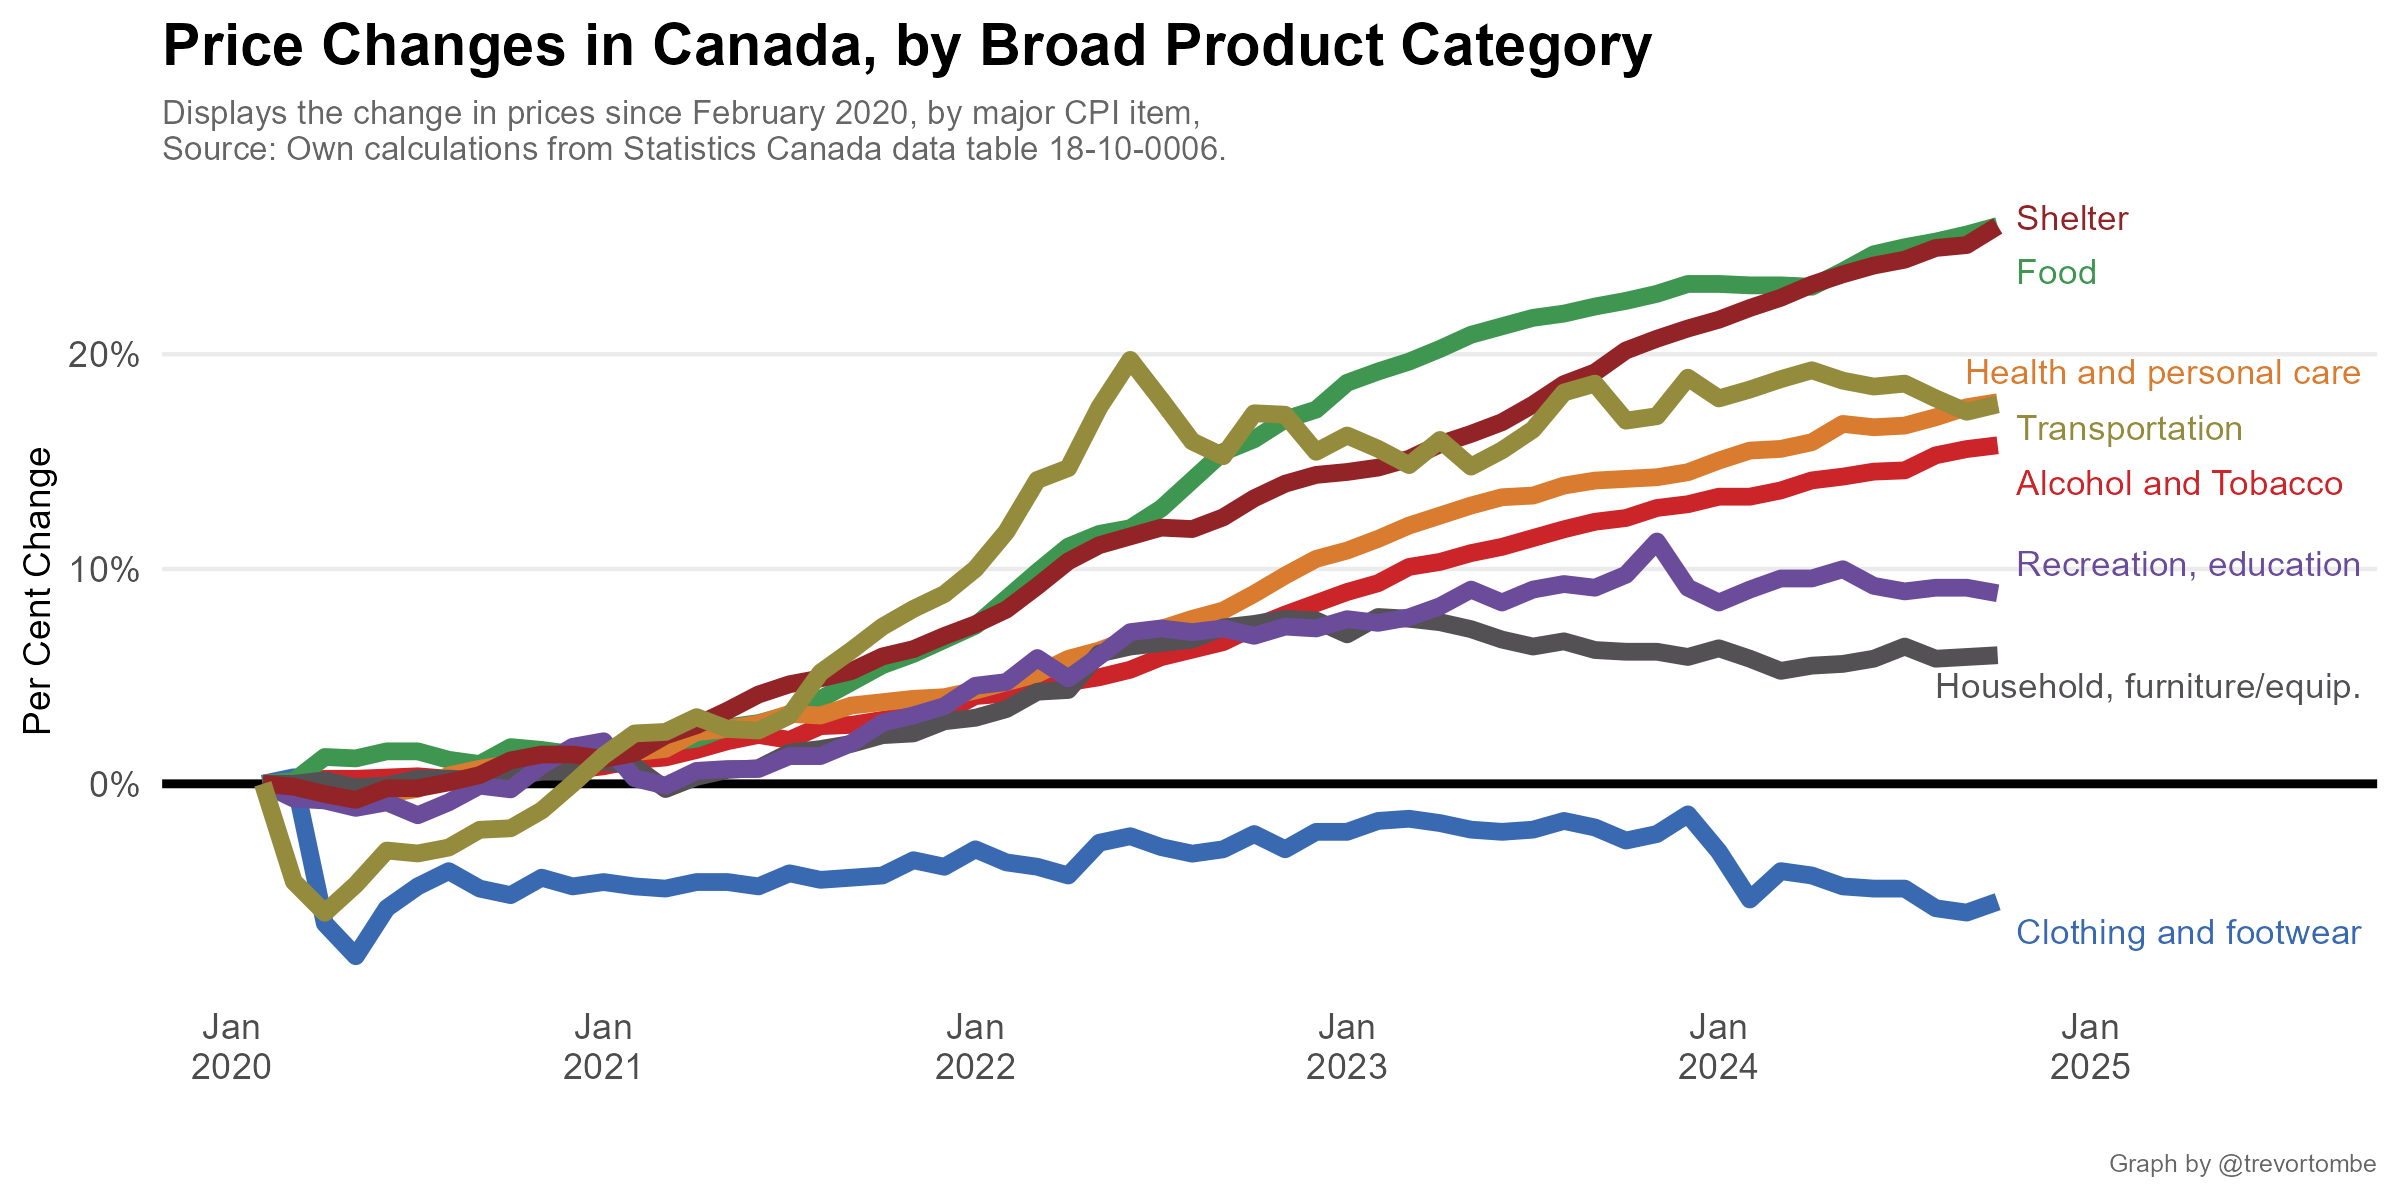 Price Changes in Canada, by Broad Product Category
Displays the change in prices since February 2020, by major CPI item,
Source: Own calculations from Statistics Canada data table 18-10-0006.
Per Cent Change
20%
10%
0%
Shelter
Food
Health and personal care
Transportation
Alcohol and Tobacco
Recreation, education
Household, furniture/equip.
Clothing and footwear
Jan
2020
Jan
2021
Jan
2022
Jan
2023
Jan
2024
Jan
2025
Graph by @trevortombe